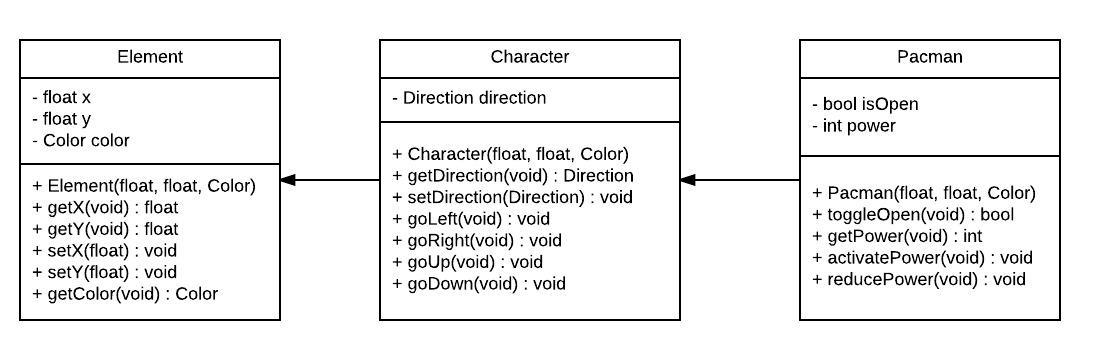 Element
- float x
- float y
- Color color
+ Element(float, float, Color)
+ getX(void) : float
+ getY(void) : float
+ setX(float) : void
+ setY(float) : void
+ getColor(void) : Color
Character
- Direction direction
+ Character(float, float, Color)
+ getDirection(void) : Direction
+ setDirection(Direction) : void
+ goLeft(void) : void
+ goRight(void) : void
+ goUp(void) : void
+ goDown(void) : void
Pacman
- bool isOpen
- int power
+ Pacman(float, float, Color)
+ toggleOpen(void) : bool
+ getPower(void) : int
+ activatePower(void) : void
+ reducePower(void) : void